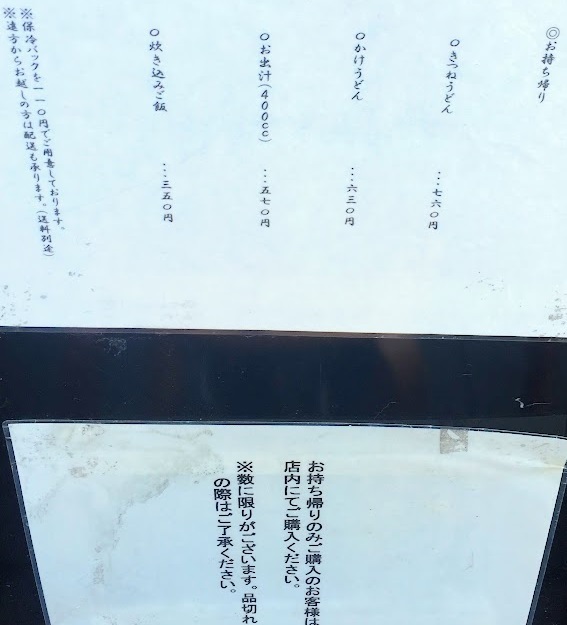 ◎お持ち帰り
○きつねうどん …七六〇円
○かけうどん …六三〇円
○お出汁(400cc) …五七〇円
○炊き込みご飯 …三五〇円
※保冷パックを一一〇円でご用意しております。
※遠方からお越しの方は配送も承ります。(送料別途)
お持ち帰りのみご購入のお客様は
店内にてご購入ください。
※数に限りがございます。品切れ
の際はご了承ください。